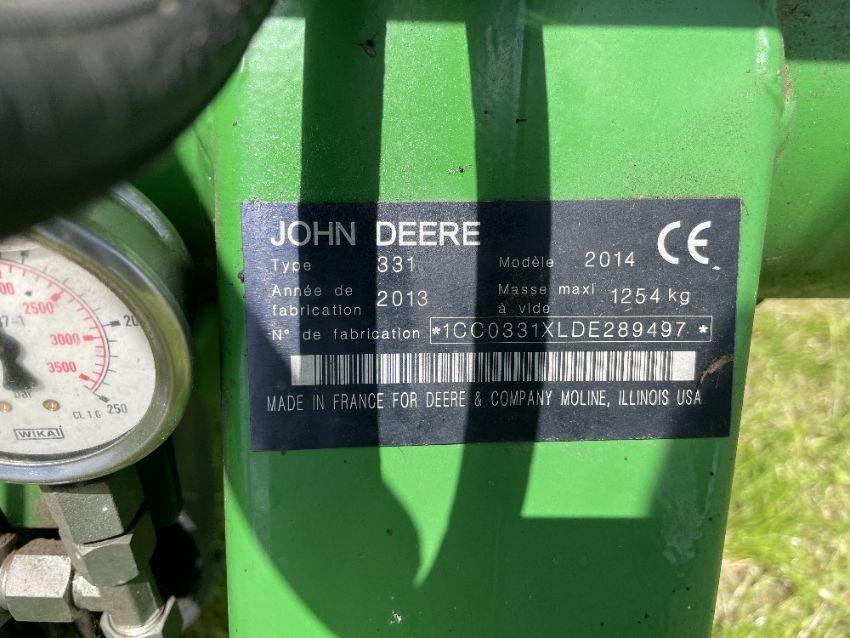 JOHN DEERE
Type 331 Modèle 2014
CE
Année de fabrication 2013 Masse maxi à vide 1254 kg
N° de fabrication *1CC0331XLDE289497*
MADE IN FRANCE FOR DEERE & COMPANY MOLINE, ILLINOIS USA
2500
3000
3500
bar
250
CL 1.6
WIKA